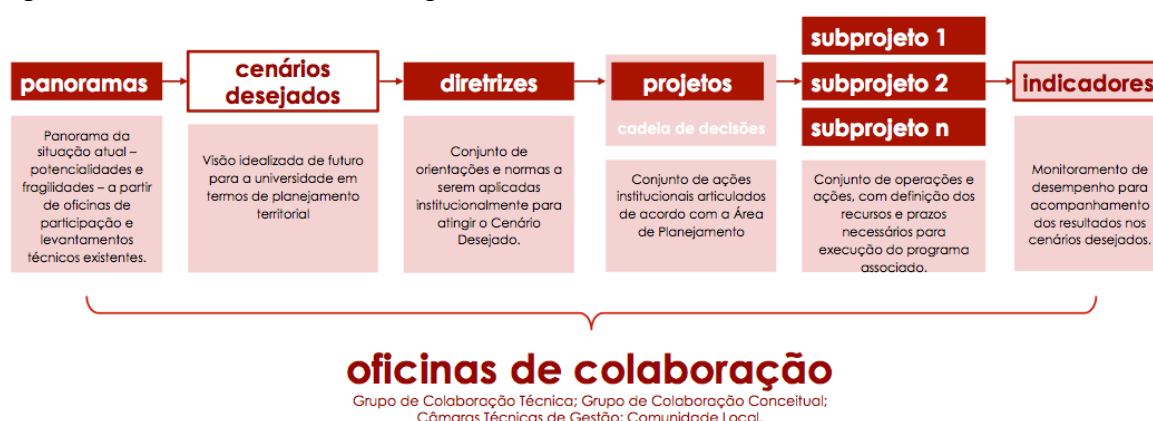 panoramas
Panorama da
situação atual –
potencialidades e
fragilidades – a partir
de oficinas de
participação e
levantamentos
técnicos existentes.
cenários
desejados
Visão idealizada de futuro
para a universidade em
termos de planejamento
territorial
diretrizes
Conjunto de
orientações e normas a
serem aplicadas
institucionalmente para
atingir o Cenário
Desejado.
projetos
cadeia de decisões
Conjunto de ações
institucionais articulados
de acordo com a Área
de Planejamento
subprojeto 1
subprojeto 2
subprojeto n
Conjunto de operações e
ações, com definição dos
recursos e prazos
necessários para
execução do programa
associado.
indicadores
Monitoramento de
desempenho para
acompanhamento
dos resultados nos
cenários desejados.
oficinas de colaboração
Grupo de Colaboração Técnica; Grupo de Colaboração Conceitual;
Câmaras Técnicas de Gestão; Comunidade Local.